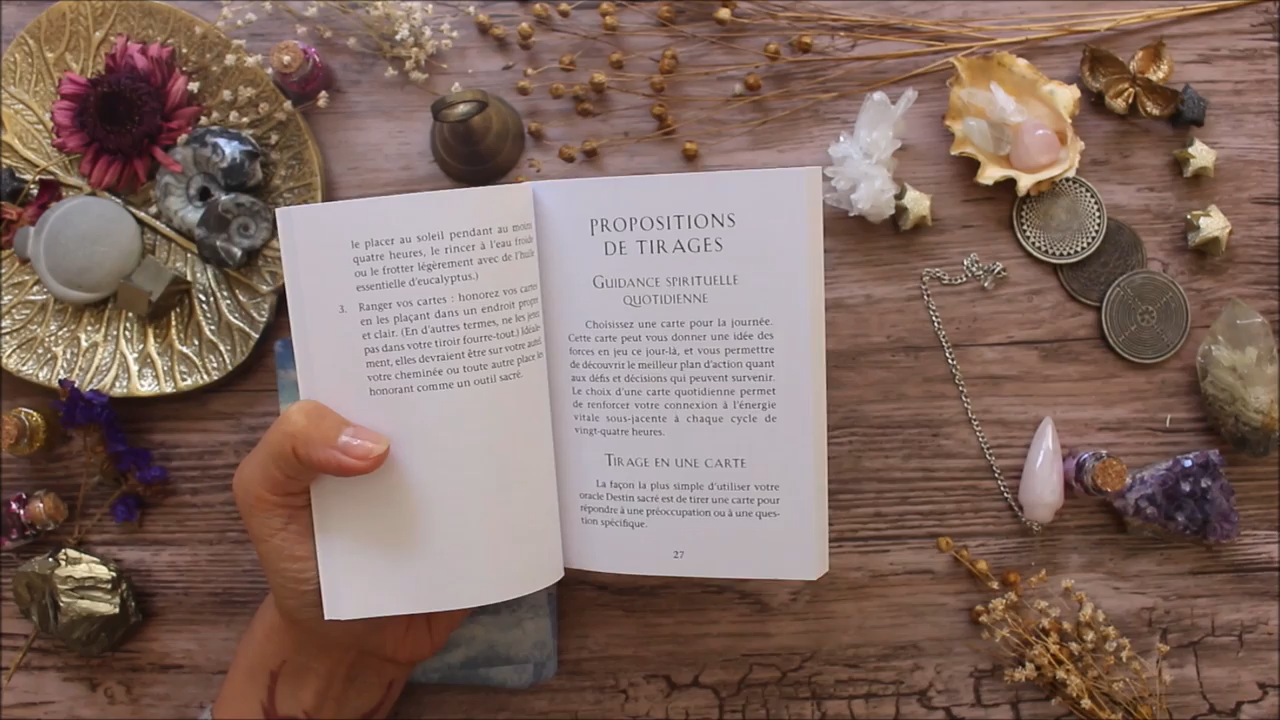 le placer au soleil pendant au moins
quatre heures, le rincer à l'eau froide
ou le frotter légèrement avec de l'huile
essentielle d'eucalyptus.)
3. Ranger vos cartes : honorez vos cartes
en les plaçant dans un endroit propre
et clair. (En d'autres termes, ne les jetez
pas dans votre tiroir fourre-tout.) Idéale-
ment, elles devraient être sur votre autel,
votre cheminée ou toute autre place les
honorant comme un outil sacré.
PROPOSITIONS
DE TIRAGES
GUIDANCE SPIRITUELLE
QUOTIDIENNE
Choisissez une carte pour la journée.
Cette carte peut vous donner une idée des
forces en jeu ce jour-là, et vous permettre
de découvrir le meilleur plan d'action quant
aux défis et décisions qui peuvent survenir.
Le choix d'une carte quotidienne permet
de renforcer votre connexion à l'énergie
vitale sous-jacente à chaque cycle de
vingt-quatre heures.
TIRAGE EN UNE CARTE
La façon la plus simple d'utiliser votre
oracle Destin sacré est de tirer une carte pour
répondre à une préoccupation ou à une ques-
tion spécifique.
27